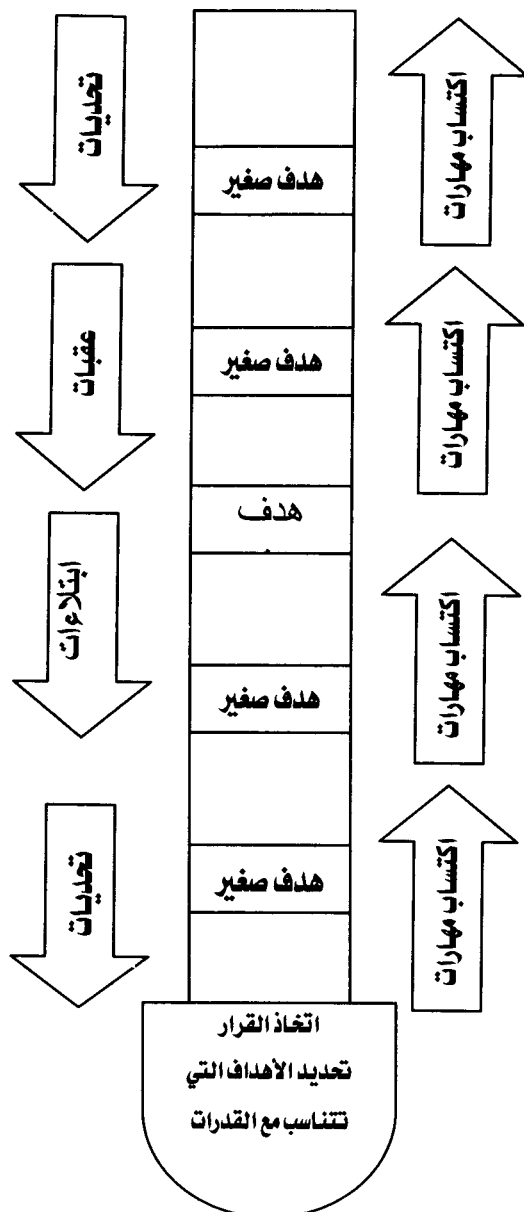 تحديات
اكتساب مهارات
هدف صغير
عقبات
اكتساب مهارات
هدف صغير
هدف
ابتلاءات
اكتساب مهارات
هدف صغير
تحديات
اكتساب مهارات
هدف صغير
اتخاذ القرار
تحديد الأهداف التي
تتناسب مع القدرات